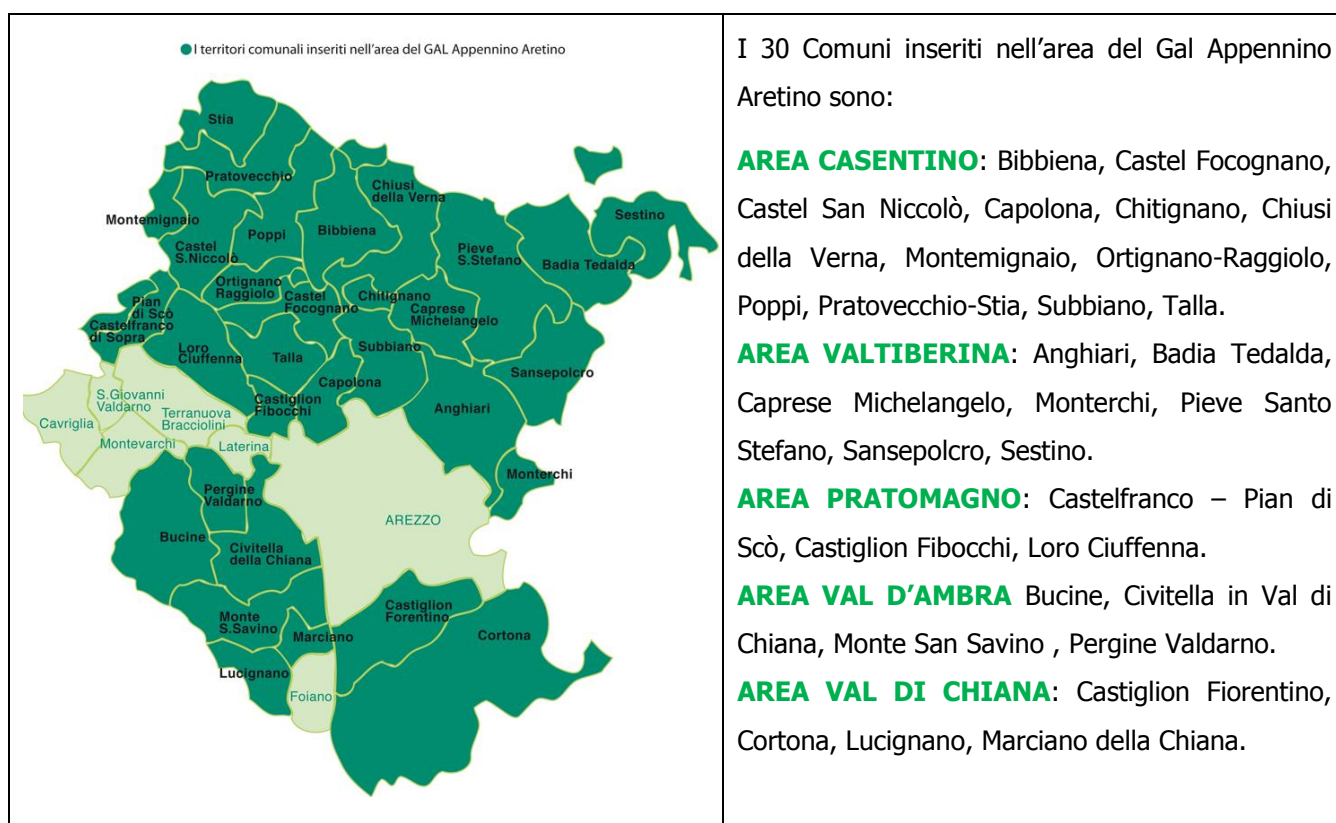 I territori comunali inseriti nell'area del GAL Appennino Aretino
Stia
Pratovecchio
Chiusi
della Verna
Montemignaio
Poppi
Bibbiena
Sestino
Castel
S.Niccolò
Pieve
S.Stefano
Badia Tedalda
Ortignano
Raggiolo
Castel
Focognano
Chitignano
Caprese
Michelangelo
Pian
di Scò
Castelfranco
di Sopra
Loro
Ciuffenna
Talla
Subbiano
Sansepolcro
Capolona
Castiglion
Fibocchi
Anghiari
S.Giovanni
Valdarno
Cavriglia
Terranuova
Bracciolini
Montevarchi
Laterina
Monterchi
Pergine
Valdarno
AREZZO
Bucine
Civitella
della Chiana
Castiglion
Forentino
Monte
S.Savino
Marciano
Cortona
Lucignano
Foiano
I 30 Comuni inseriti nell’area del Gal Appennino
Aretino sono:
AREA CASENTINO: Bibbiena, Castel Focognano,
Castel San Niccolò, Capolona, Chitignano, Chiusi
della Verna, Montemignaio, Ortignano-Raggiolo,
Poppi, Pratovecchio-Stia, Subbiano, Talla.
AREA VALTIBERINA: Anghiari, Badia Tedalda,
Caprese Michelangelo, Monterchi, Pieve Santo
Stefano, Sansepolcro, Sestino.
AREA PRATOMAGNO: Castelfranco – Pian di
Scò, Castiglion Fibocchi, Loro Ciuffenna.
AREA VAL D’AMBRA Bucine, Civitella in Val di
Chiana, Monte San Savino , Pergine Valdarno.
AREA VAL DI CHIANA: Castiglion Fiorentino,
Cortona, Lucignano, Marciano della Chiana.